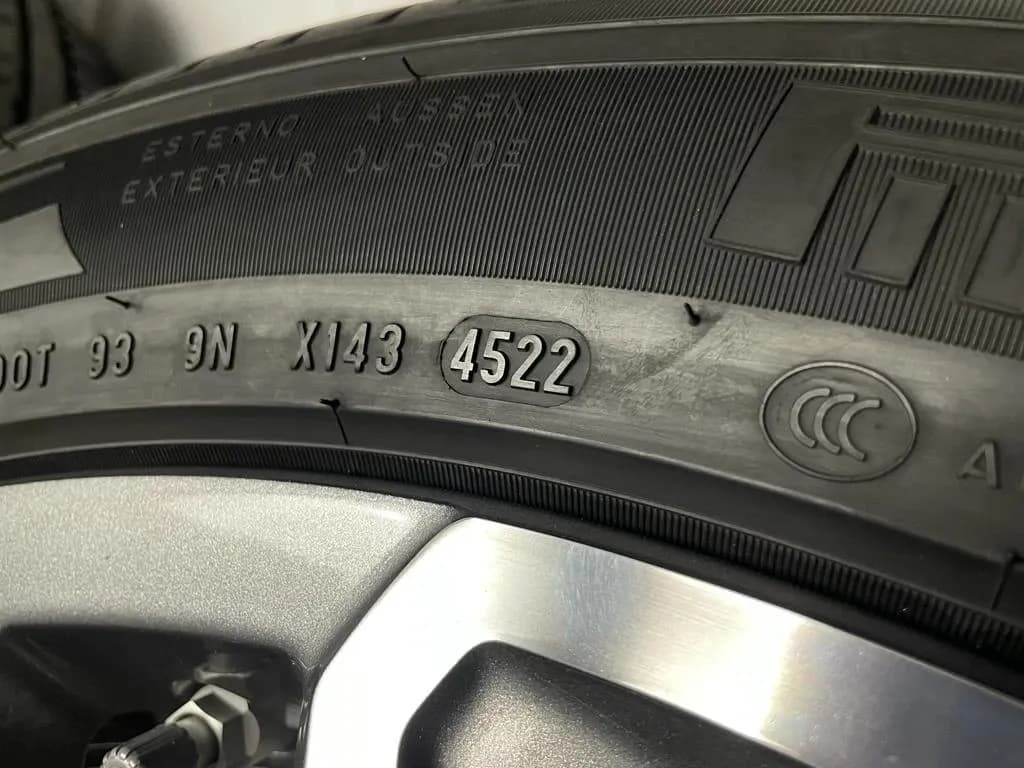 ESTERNO AUSSEN
EXTERIEUR OUTSIDE
DOT 93 9N X143 4522
CCC